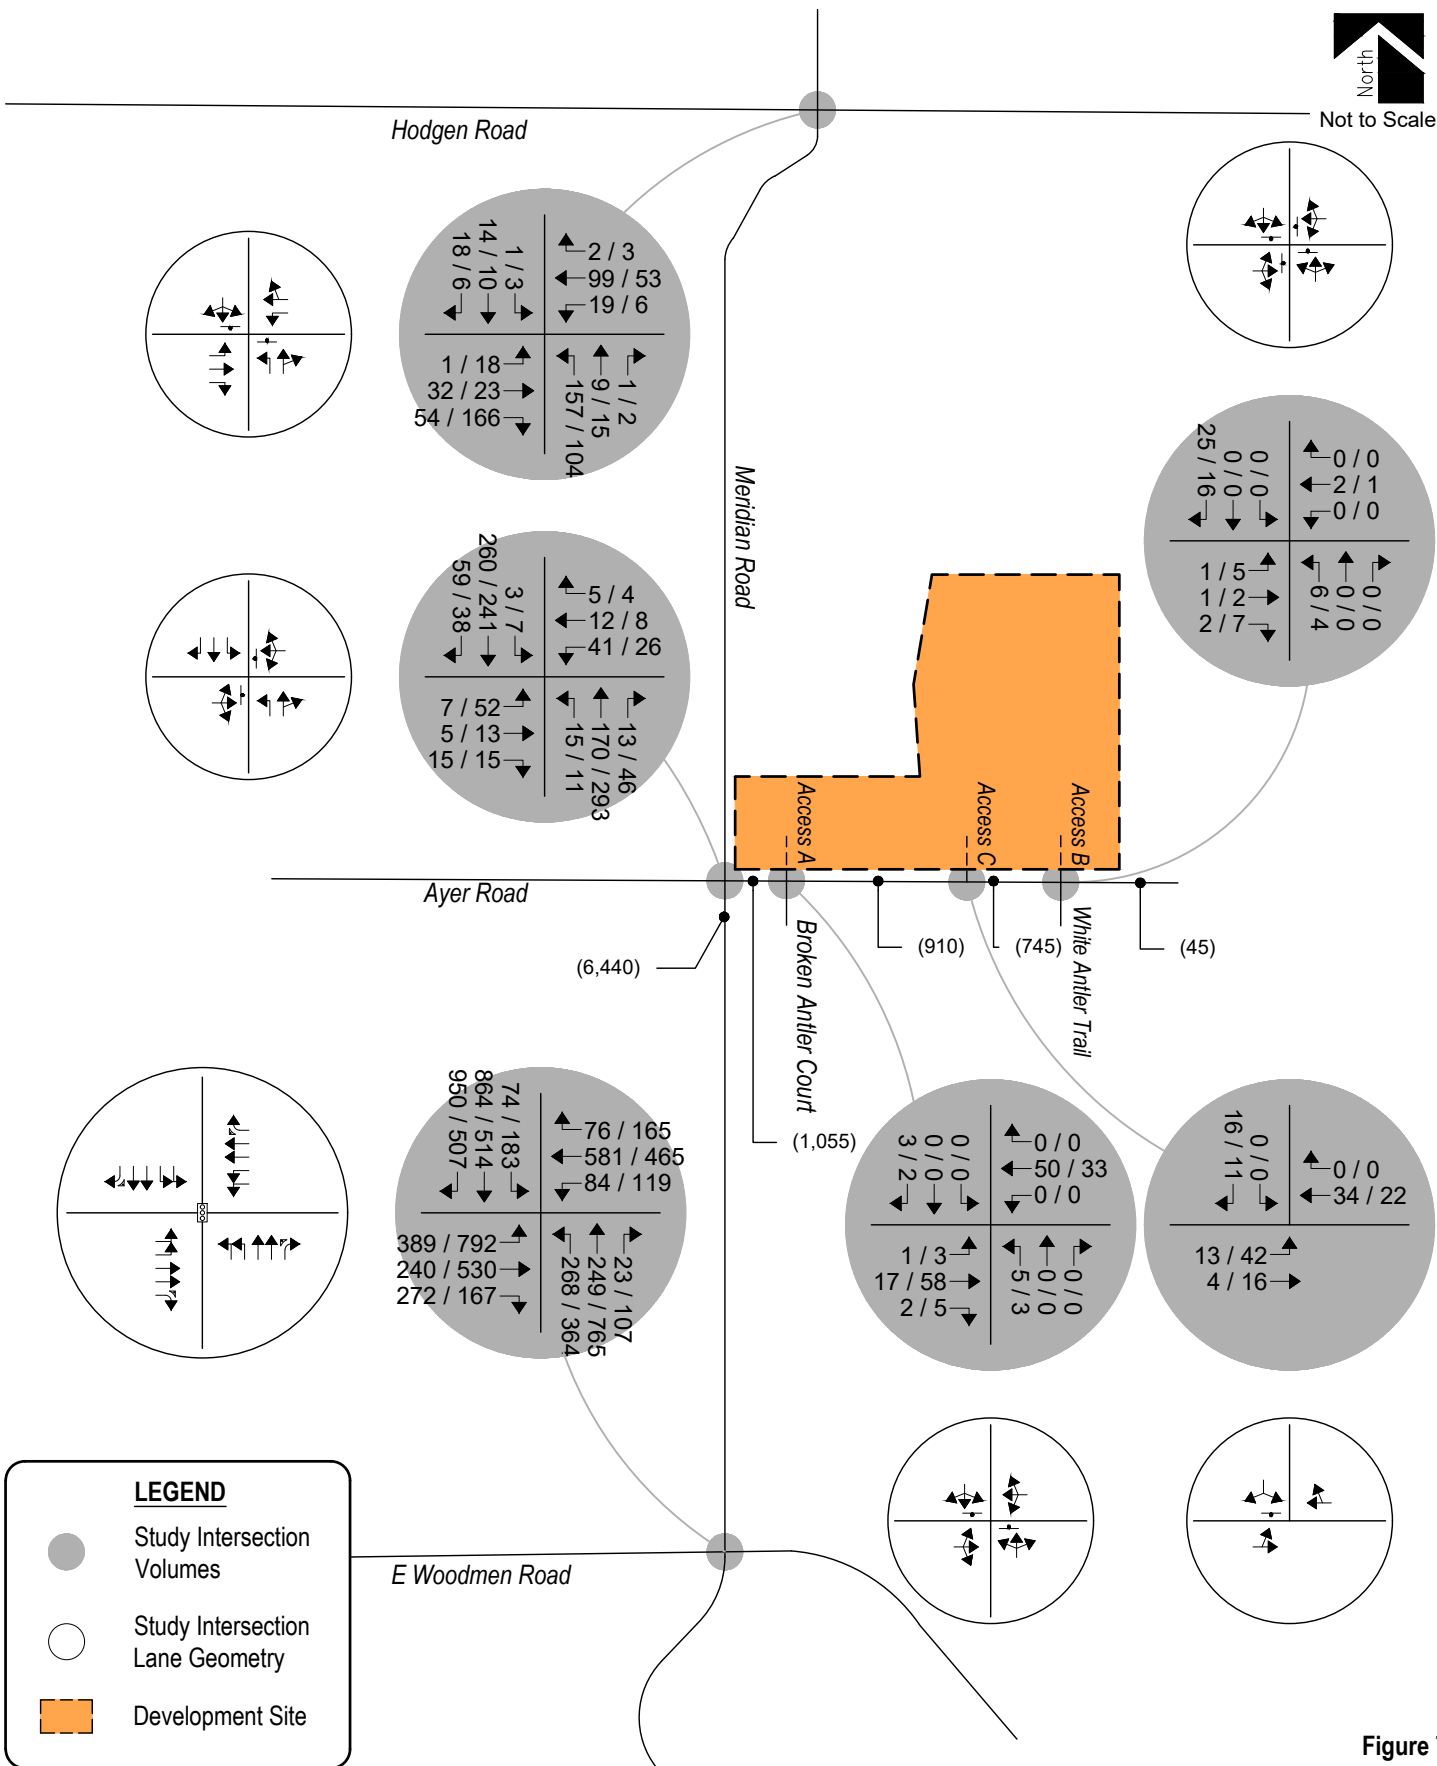 North
Not to Scale
Hodgen Road
14 / 10
18 / 6
1 / 3
2 / 3
99 / 53
19 / 6
1 / 18
32 / 23
54 / 166
157 / 104
9 / 15
1 / 2
Meridian Road
25 / 16
0 / 0
0 / 0
0 / 0
2 / 1
0 / 0
1 / 5
1 / 2
2 / 7
6 / 4
0 / 0
0 / 0
260 / 241
59 / 38
3 / 7
5 / 4
12 / 8
41 / 26
7 / 52
5 / 13
15 / 15
15 / 11
170 / 293
13 / 46
Access A
Access C
Access B
Ayer Road
Broken Antler Court
White Antler Trail
(6,440)
(910)
(745)
(45)
(1,055)
950 / 507
864 / 514
74 / 183
76 / 165
581 / 465
84 / 119
389 / 792
240 / 530
272 / 167
268 / 364
249 / 765
23 / 107
3 / 2
0 / 0
0 / 0
0 / 0
50 / 33
0 / 0
1 / 3
17 / 58
2 / 5
5 / 3
0 / 0
0 / 0
16 / 11
0 / 0
0 / 0
34 / 22
13 / 42
4 / 16
E Woodmen Road
LEGEND
Study Intersection
Volumes
Study Intersection
Lane Geometry
Development Site
Figure